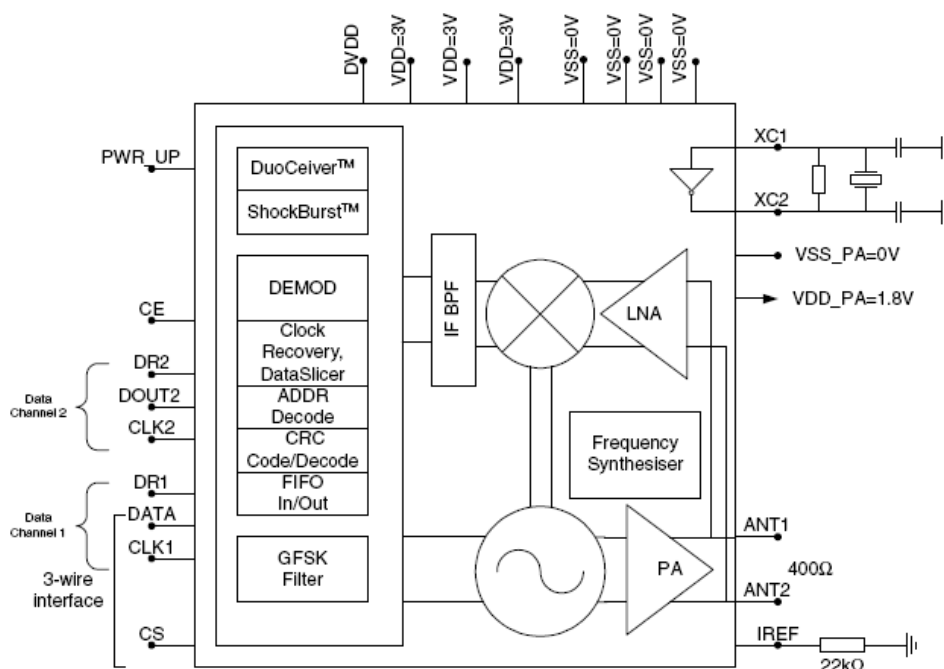 DVDD
VDD=3V
VDD=3V
VDD=3V
VSS=0V
VSS=0V
VSS=0V
VSS=0V
PWR_UP
CE
DR2
DOUT2
CLK2
Data
Channel 2
DR1
DATA
CLK1
Data
Channel 1
3-wire
interface
CS
DuoCeiver™
ShockBurst™
DEMOD
Clock
Recovery,
DataSlicer
ADDR
Decode
CRC
Code/Decode
FIFO
In/Out
GFSK
Filter
IF BPF
LNA
Frequency
Synthesiser
PA
XC1
XC2
VSS_PA=0V
VDD_PA=1.8V
ANT1
400Ω
ANT2
IREF
22kΩ